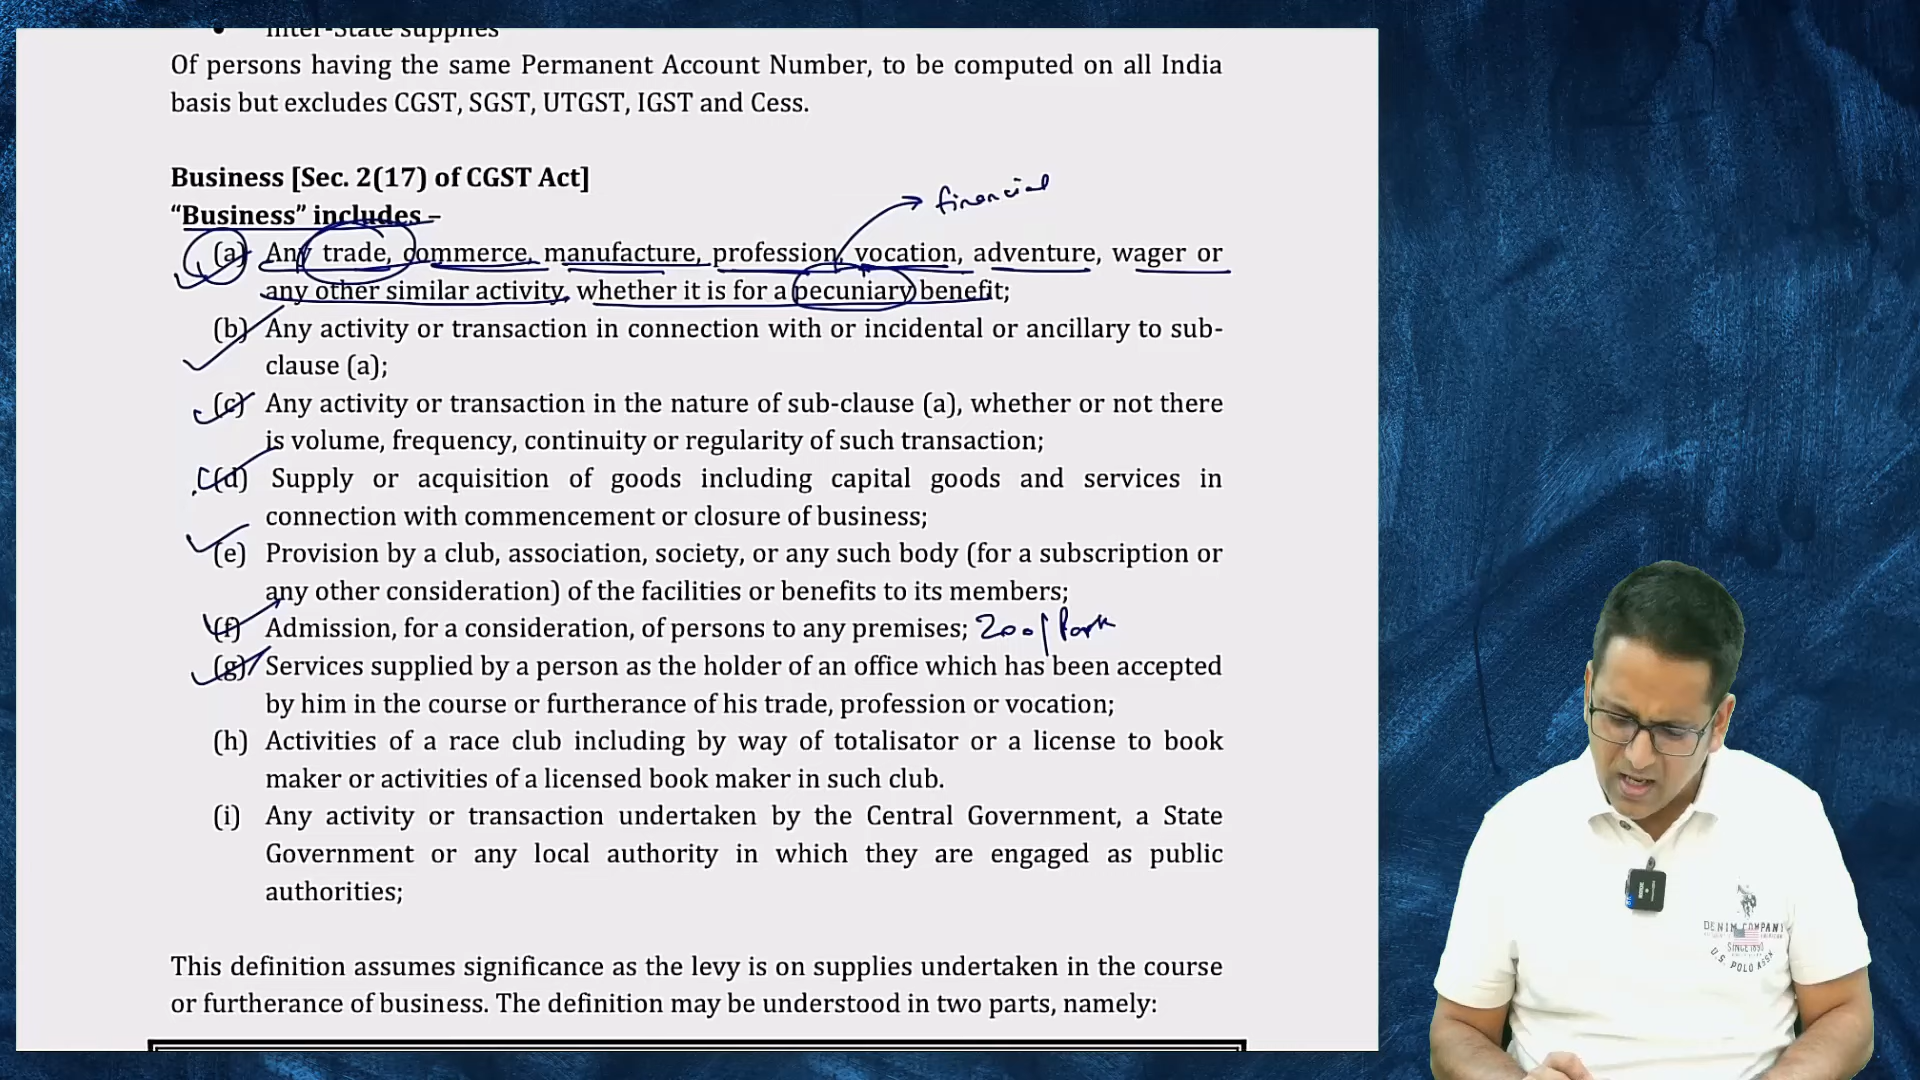 Inter-State supplies
Of persons having the same Permanent Account Number, to be computed on all India
basis but excludes CGST, SGST, UTGST, IGST and Cess.
Business [Sec. 2(17) of CGST Act]
financial
“Business” includes –
(a) Any trade, commerce, manufacture, profession, vocation, adventure, wager or
any other similar activity, whether it is for a pecuniary benefit;
(b) Any activity or transaction in connection with or incidental or ancillary to sub-
clause (a);
(c) Any activity or transaction in the nature of sub-clause (a), whether or not there
is volume, frequency, continuity or regularity of such transaction;
(d) Supply or acquisition of goods including capital goods and services in
connection with commencement or closure of business;
(e) Provision by a club, association, society, or any such body (for a subscription or
any other consideration) of the facilities or benefits to its members;
(f) Admission, for a consideration, of persons to any premises; Zoo/Park
(g) Services supplied by a person as the holder of an office which has been accepted
by him in the course or furtherance of his trade, profession or vocation;
(h) Activities of a race club including by way of totalisator or a license to book
maker or activities of a licensed book maker in such club.
(i) Any activity or transaction undertaken by the Central Government, a State
Government or any local authority in which they are engaged as public
authorities;
This definition assumes significance as the levy is on supplies undertaken in the course
or furtherance of business. The definition may be understood in two parts, namely:
DENIM COMPANY
SINCE 1890
U.S. POLO ASSN